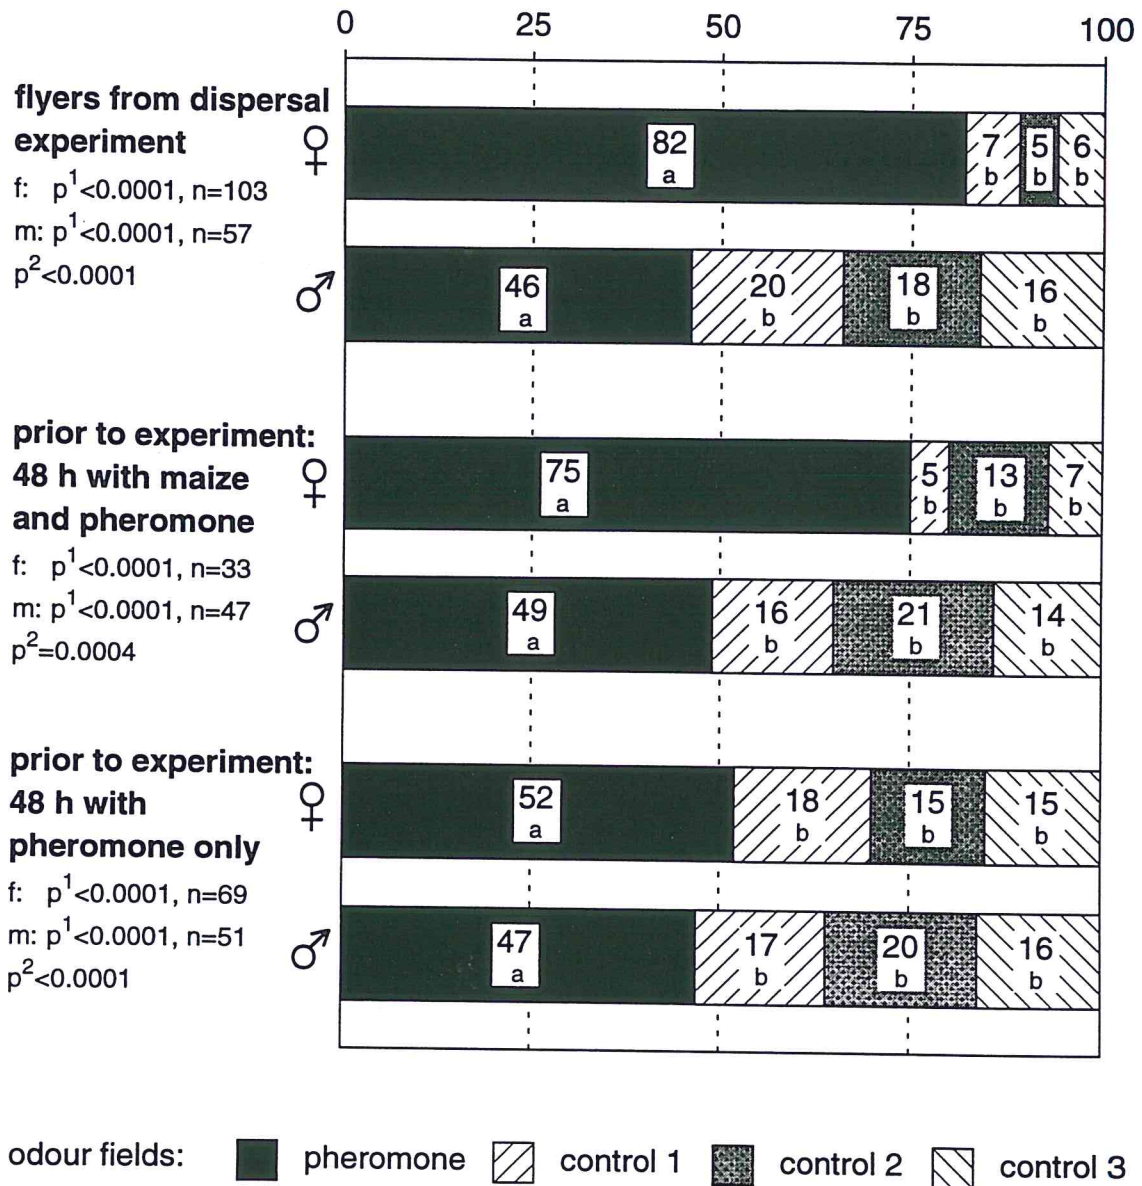 0 25 50 75 100
flyers from dispersal
experiment ♀
f: p¹<0.0001, n=103
m: p¹<0.0001, n=57
p²<0.0001
♂
82 7 5 6
a b b b
46 20 18 16
a b b b
prior to experiment:
48 h with maize ♀
and pheromone
f: p¹<0.0001, n=33
m: p¹<0.0001, n=47
p²=0.0004
♂
75 5 13 7
a b b b
49 16 21 14
a b b b
prior to experiment:
48 h with ♀
pheromone only
f: p¹<0.0001, n=69
m: p¹<0.0001, n=51
p²<0.0001
♂
52 18 15 15
a b b b
47 17 20 16
a b b b
odour fields: pheromone control 1 control 2 control 3